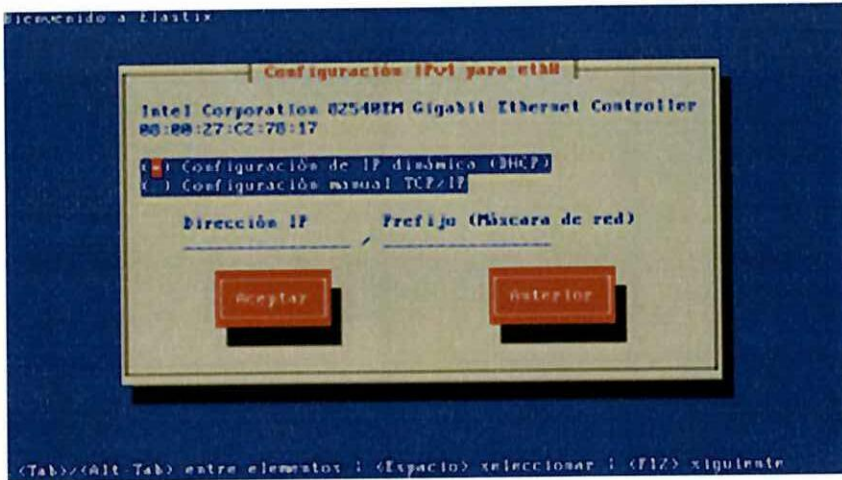 Bienvenido a Elastix
Configuración IPv4 para eth0
Intel Corporation 82540EM Gigabit Ethernet Controller
08:00:27:C2:78:17
(*) Configuración de IP dinámica (DHCP)
( ) Configuración manual TCP/IP
Dirección IP Prefijo (Máscara de red)
/
Aceptar Anterior
<Tab>/<Alt-Tab> entre elementos | <Espacio> seleccionar | <F12> siguiente